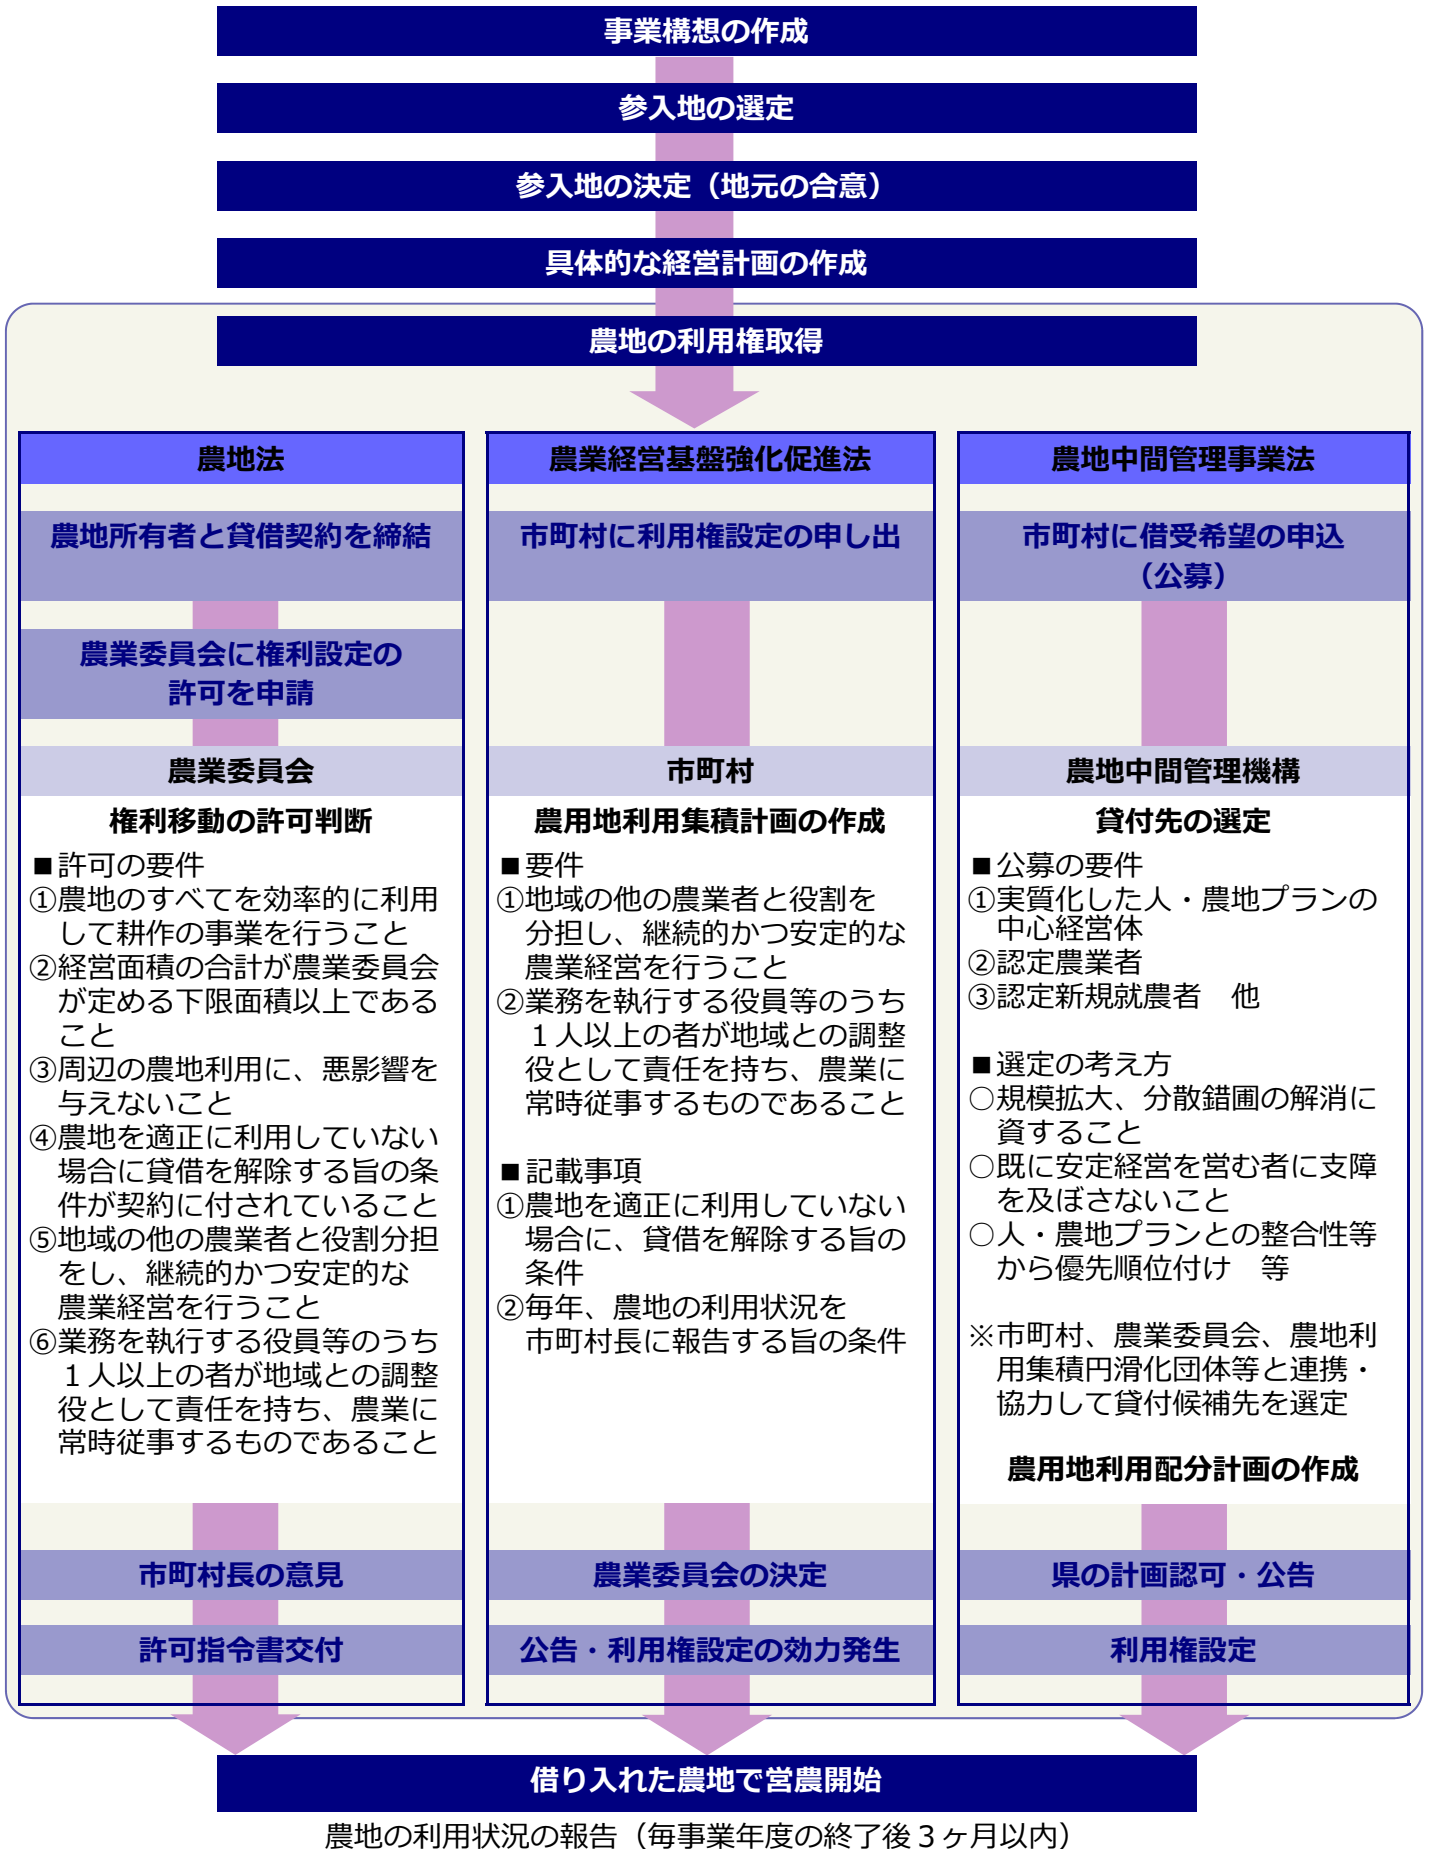 事業構想の作成
参入地の選定
参入地の決定（地元の合意）
具体的な経営計画の作成
農地の利用権取得
農地法
農地所有者と貸借契約を締結
農業委員会に権利設定の
許可を申請
農業委員会
権利移動の許可判断
■許可の要件
①農地のすべてを効率的に利用
して耕作の事業を行うこと
②経営面積の合計が農業委員会
が定める下限面積以上である
こと
③周辺の農地利用に、悪影響を
与えないこと
④農地を適正に利用していない
場合に貸借を解除する旨の条
件が契約に付されていること
⑤地域の他の農業者と役割分担
をし、継続的かつ安定的な
農業経営を行うこと
⑥業務を執行する役員等のうち
１人以上の者が地域との調整
役として責任を持ち、農業に
常時従事するものであること
市町村長の意見
許可指令書交付
農業経営基盤強化促進法
市町村に利用権設定の申し出
市町村
農用地利用集積計画の作成
■要件
①地域の他の農業者と役割を
分担し、継続的かつ安定的な
農業経営を行うこと
②業務を執行する役員等のうち
１人以上の者が地域との調整
役として責任を持ち、農業に
常時従事するものであること
■記載事項
①農地を適正に利用していない
場合に、貸借を解除する旨の
条件
②毎年、農地の利用状況を
市町村長に報告する旨の条件
農業委員会の決定
公告・利用権設定の効力発生
農地中間管理事業法
市町村に借受希望の申込
（公募）
農地中間管理機構
貸付先の選定
■公募の要件
①実質化した人・農地プランの
中心経営体
②認定農業者
③認定新規就農者　他
■選定の考え方
○規模拡大、分散錯圃の解消に
資すること
○既に安定経営を営む者に支障
を及ぼさないこと
○人・農地プランとの整合性等
から優先順位付け　等
※市町村、農業委員会、農地利
用集積円滑化団体等と連携・
協力して貸付候補先を選定
農用地利用配分計画の作成
県の計画認可・公告
利用権設定
借り入れた農地で営農開始
農地の利用状況の報告（毎事業年度の終了後３ヶ月以内）